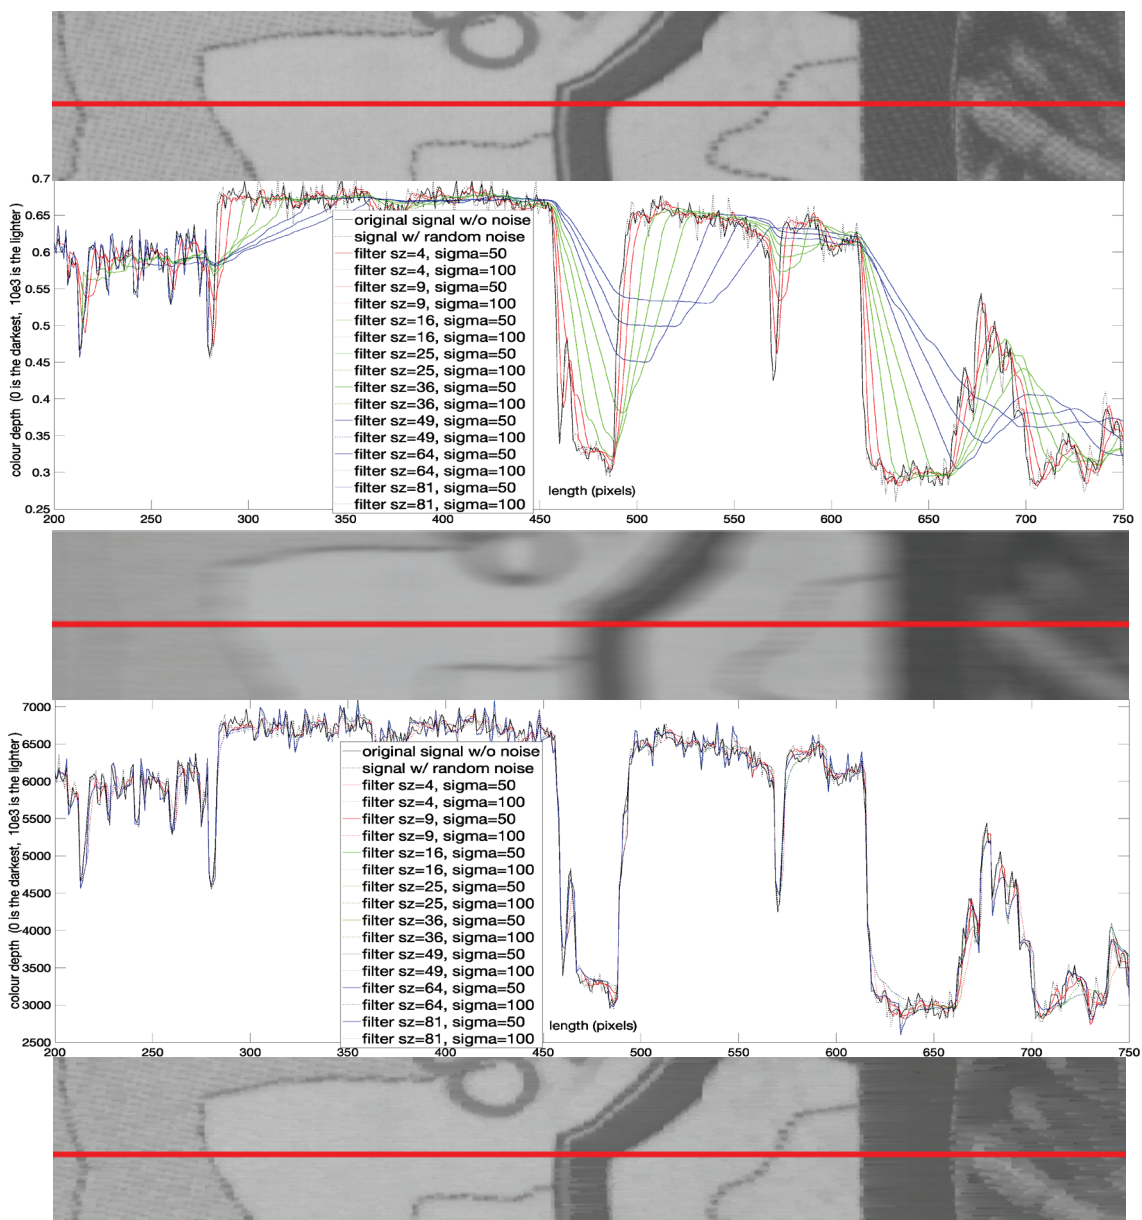 0.7
0.65
0.6
0.55
0.5
0.45
0.4
0.35
0.3
0.25
colour depth (0 is the darkest, 10e3 is the lighter )
original signal w/o noise
signal w/ random noise
filter sz=4, sigma=50
filter sz=4, sigma=100
filter sz=9, sigma=50
filter sz=9, sigma=100
filter sz=16, sigma=50
filter sz=16, sigma=100
filter sz=25, sigma=50
filter sz=25, sigma=100
filter sz=36, sigma=50
filter sz=36, sigma=100
filter sz=49, sigma=50
filter sz=49, sigma=100
filter sz=64, sigma=50
filter sz=64, sigma=100
filter sz=81, sigma=50
filter sz=81, sigma=100
length (pixels)
200 250 300 350 400 450 500 550 600 650 700 750
7000
6500
6000
5500
5000
4500
4000
3500
3000
2500
colour depth (0 is the darkest, 10e3 is the lighter )
original signal w/o noise
signal w/ random noise
filter sz=4, sigma=50
filter sz=4, sigma=100
filter sz=9, sigma=50
filter sz=9, sigma=100
filter sz=16, sigma=50
filter sz=16, sigma=100
filter sz=25, sigma=50
filter sz=25, sigma=100
filter sz=36, sigma=50
filter sz=36, sigma=100
filter sz=49, sigma=50
filter sz=49, sigma=100
filter sz=64, sigma=50
filter sz=64, sigma=100
filter sz=81, sigma=50
filter sz=81, sigma=100
length (pixels)
200 250 300 350 400 450 500 550 600 650 700 750